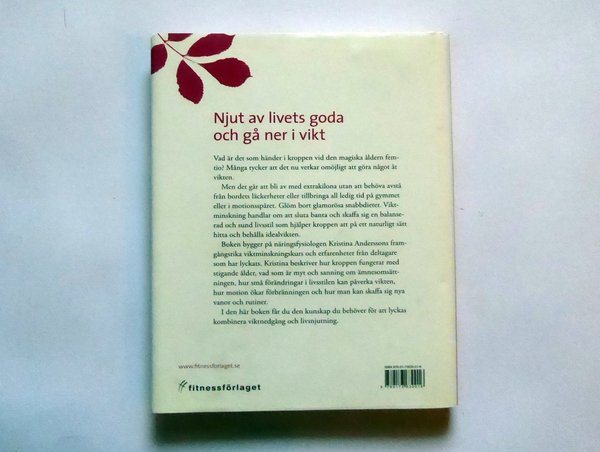 Njut av livets goda
och gå ner i vikt
Vad är det som händer i kroppen vid den magiska åldern fem-
tio? Många tycker att det nu verkar omöjligt att göra något åt
vikten.
Men det går att bli av med extrakilona utan att behöva avstå
från bordets läckerheter eller tillbringa all ledig tid på gymmet
eller i motionsspåret. Glöm bort glamorösa snabbdieter. Vikt-
minskning handlar om att sluta banta och skaffa sig en balanse-
rad och sund livsstil som hjälper kroppen att på ett naturligt sätt
hitta och behålla idealvikten.
Boken bygger på näringsfysiologen Kristina Anderssons fram-
gångstika viktminskningskurs och erfarenheter från deltagare
som har lyckats. Kristina beskriver hur kroppen fungerar med
stigande ålder, vad som är myt och sanning om ämnesomsätt-
ningen, hur små förändringar i livsstilen kan påverka vikten,
hur motion ökar förbränningen och hur man kan skaffa sig nya
vanor och rutiner.
I den här boken får du den kunskap du behöver för att lyckas
kombinera viktnedgång och livsnjutning.
www.fitnessforlaget.se
fitnessförlaget